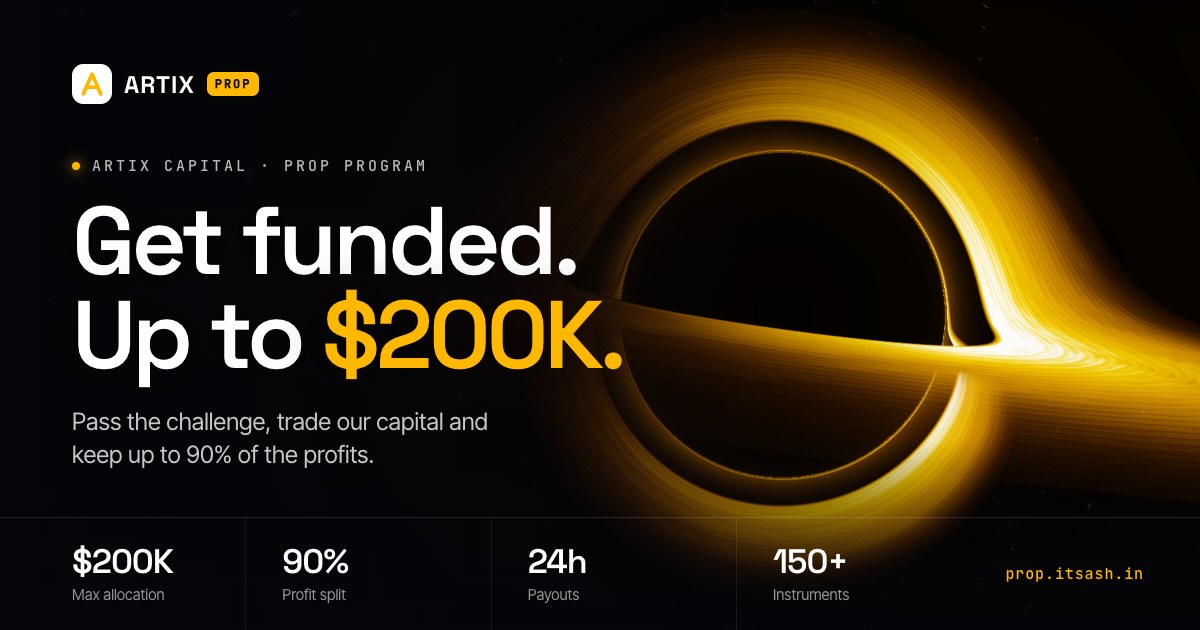 A ARTIX PROP
ARTIX CAPITAL · PROP PROGRAM
Get funded.
Up to $200K.
Pass the challenge, trade our capital and
keep up to 90% of the profits.
$200K
Max allocation
90%
Profit split
24h
Payouts
150+
Instruments
prop.itsash.in